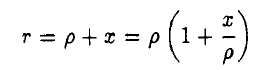 r = ρ + x = ρ (1 + x/ρ)